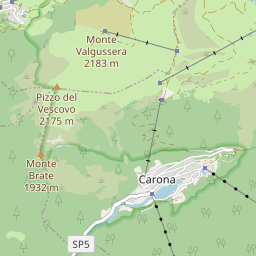 Monte
Valgussera
2183 m
Pizzo del
Vescovo
2175 m
Monte
Brate
1932 m
Carona
SP5